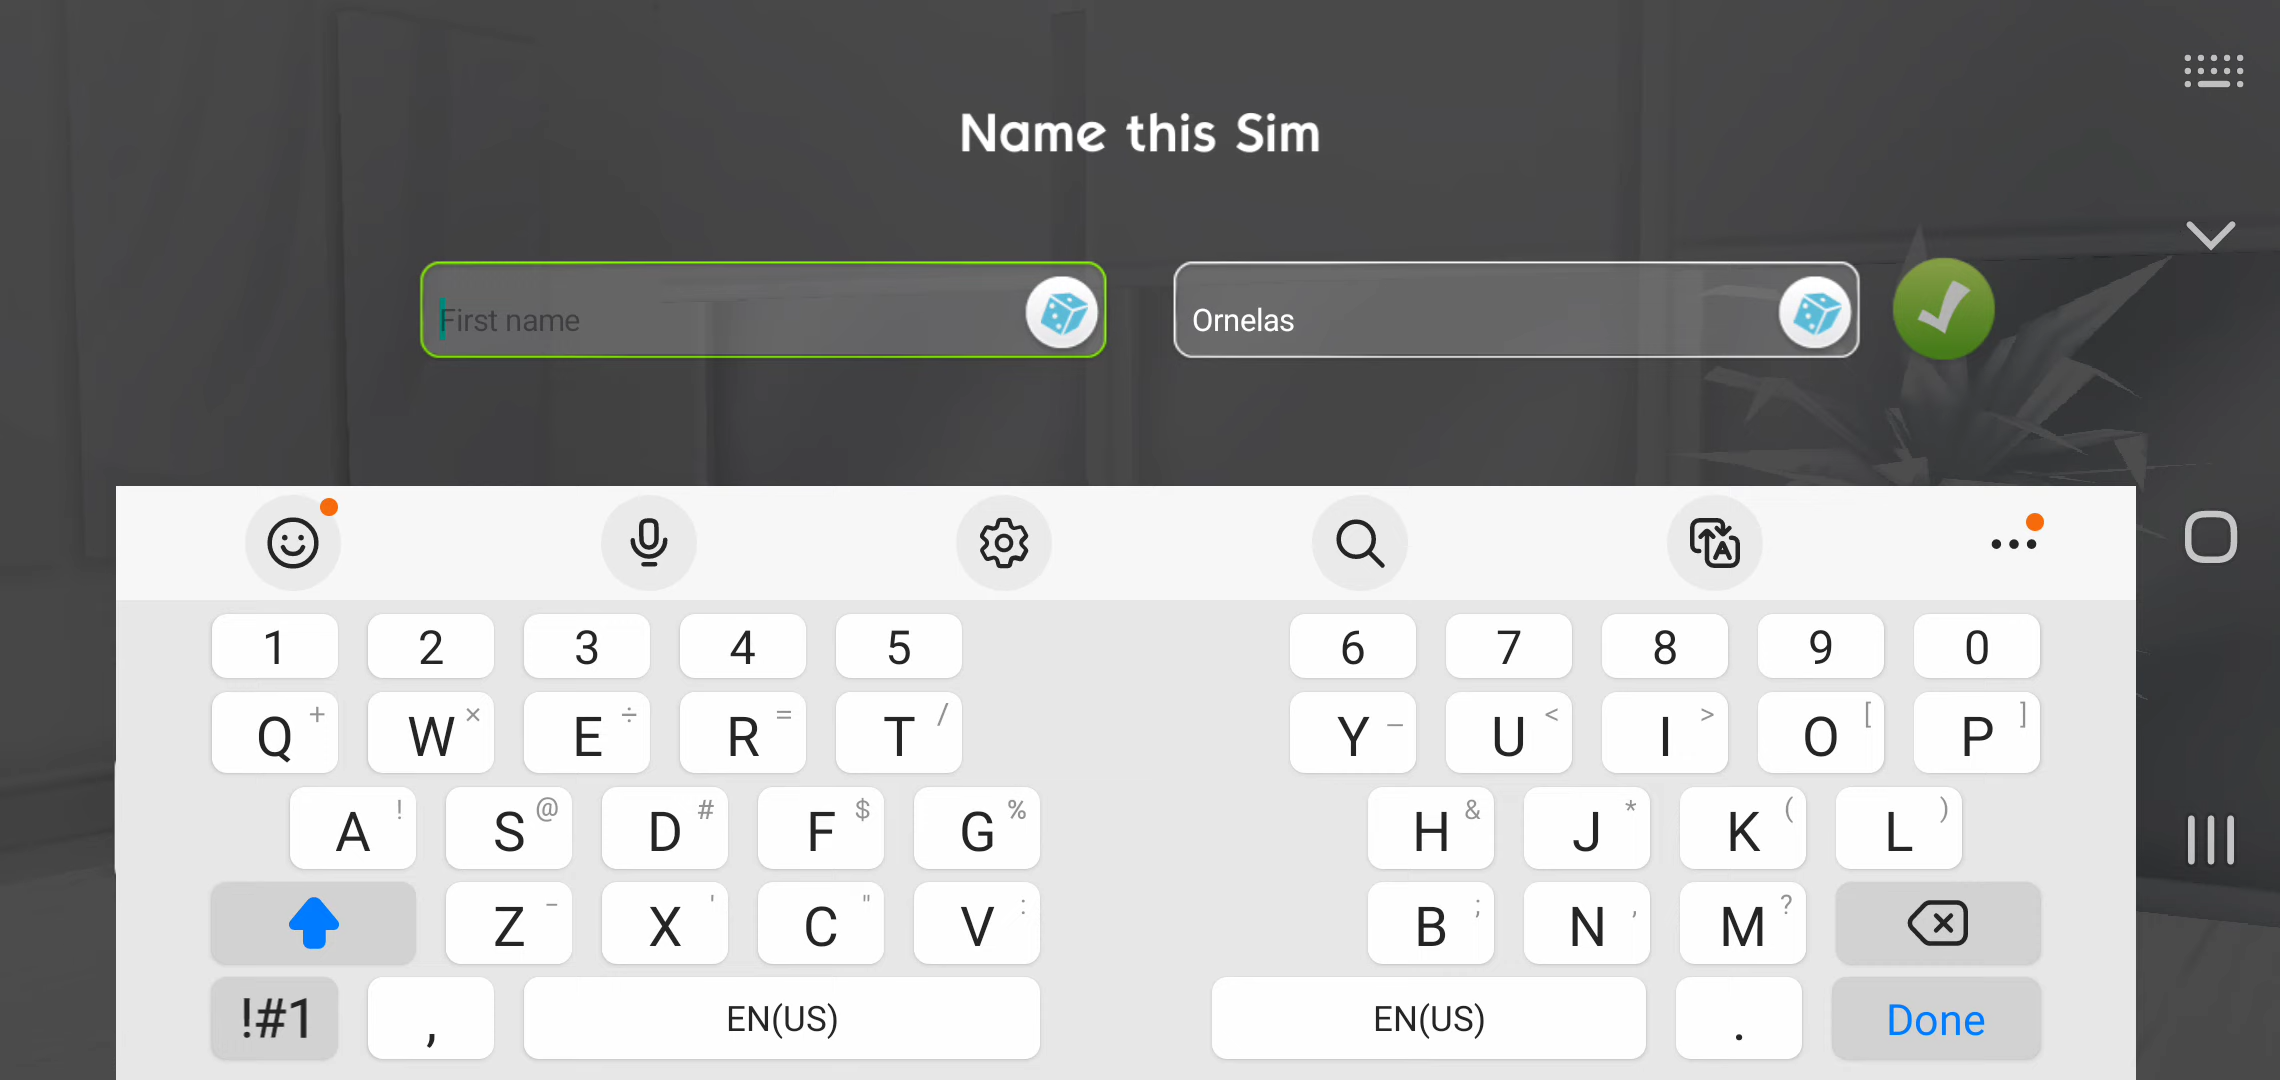 Name this Sim
First name
Ornelas
1 2 3 4 5 6 7 8 9 0
Q + W × E ÷ R = T / Y _ U < I > O [ P ]
A ! S @ D # F $ G % H & J * K ( L )
Z - X ' C " V : B ; N , M ?
!#1 , EN(US) EN(US) . Done